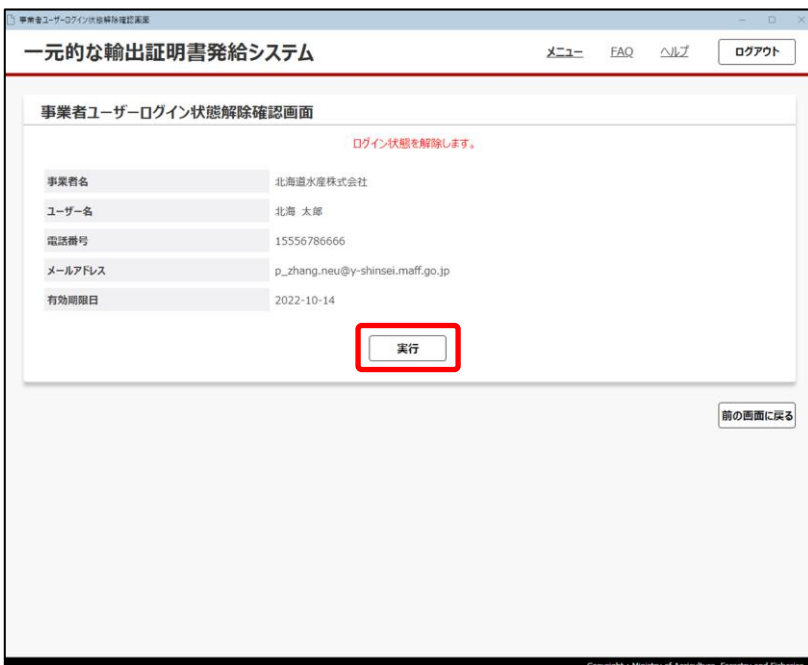 事業者ユーザーログイン状態解除確認画面
一元的な輸出証明書発給システム
メニュー FAQ ヘルプ ログアウト
事業者ユーザーログイン状態解除確認画面
ログイン状態を解除します。
事業者名 北海道水産株式会社
ユーザー名 北海 太郎
電話番号 15556786666
メールアドレス p_zhang.neu@y-shinsei.maff.go.jp
有効期限日 2022-10-14
実行
前の画面に戻る
Copyright : Ministry of Agriculture, Forestry and Fisheries